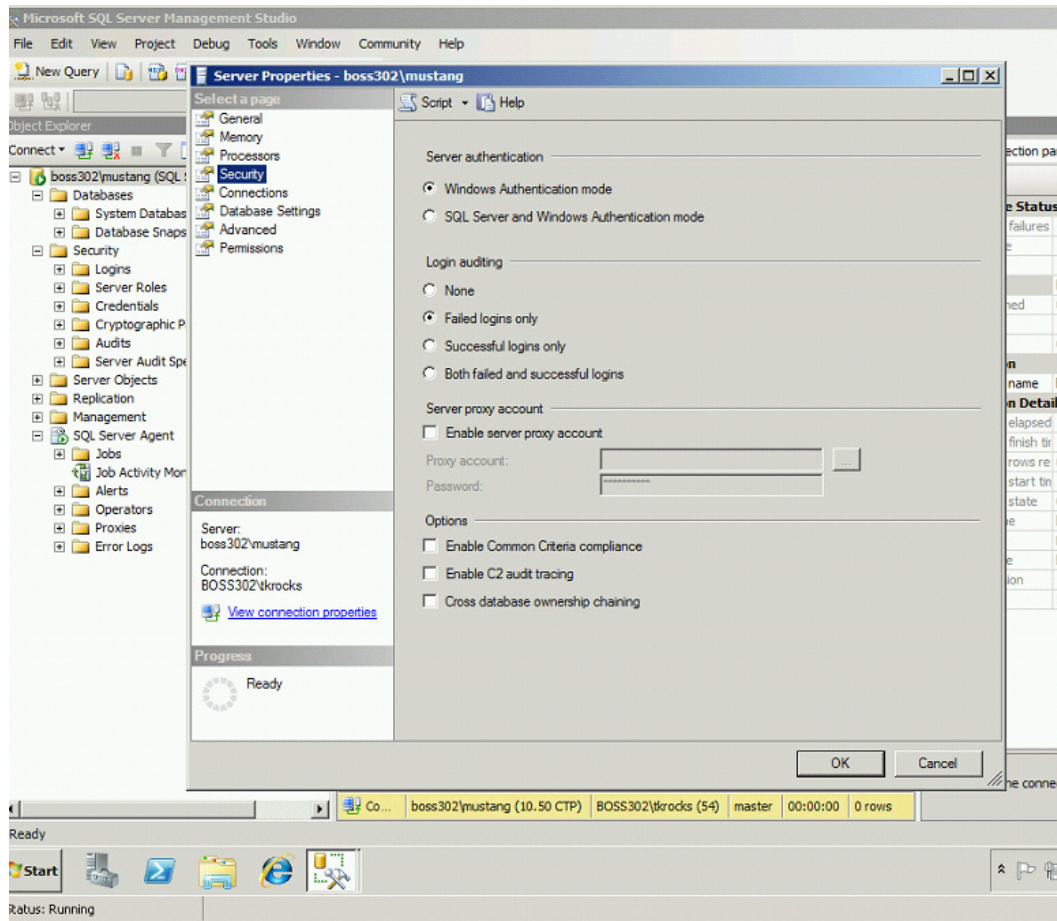 Microsoft SQL Server Management Studio
File Edit View Project Debug Tools Window Community Help
New Query
Server Properties - boss302\mustang
Select a page
Script Help
General
Memory
Processors
Security
Connections
Database Settings
Advanced
Permissions
Object Explorer
Connect
boss302\mustang (SQL
Databases
System Databas
Database Snaps
Security
Logins
Server Roles
Credentials
Cryptographic P
Audits
Server Audit Spe
Server Objects
Replication
Management
SQL Server Agent
Jobs
Job Activity Mon
Alerts
Operators
Proxies
Error Logs
Server authentication
Windows Authentication mode
SQL Server and Windows Authentication mode
Login auditing
None
Failed logins only
Successful logins only
Both failed and successful logins
Server proxy account
Enable server proxy account
Proxy account:
...
Password:
**********
Options
Enable Common Criteria compliance
Enable C2 audit tracing
Cross database ownership chaining
Connection
Server:
boss302\mustang
Connection:
BOSS302\tkrocks
View connection properties
Progress
Ready
OK Cancel
ection pa
e Status
failures
e
ned
n
name
n Detail
elapsed
finish tir
rows re
start tin
state
e
e
ion
ne conne
Co... boss302\mustang (10.50 CTP) BOSS302\tkrocks (54) master 00:00:00 0 rows
Ready
Start
Status: Running